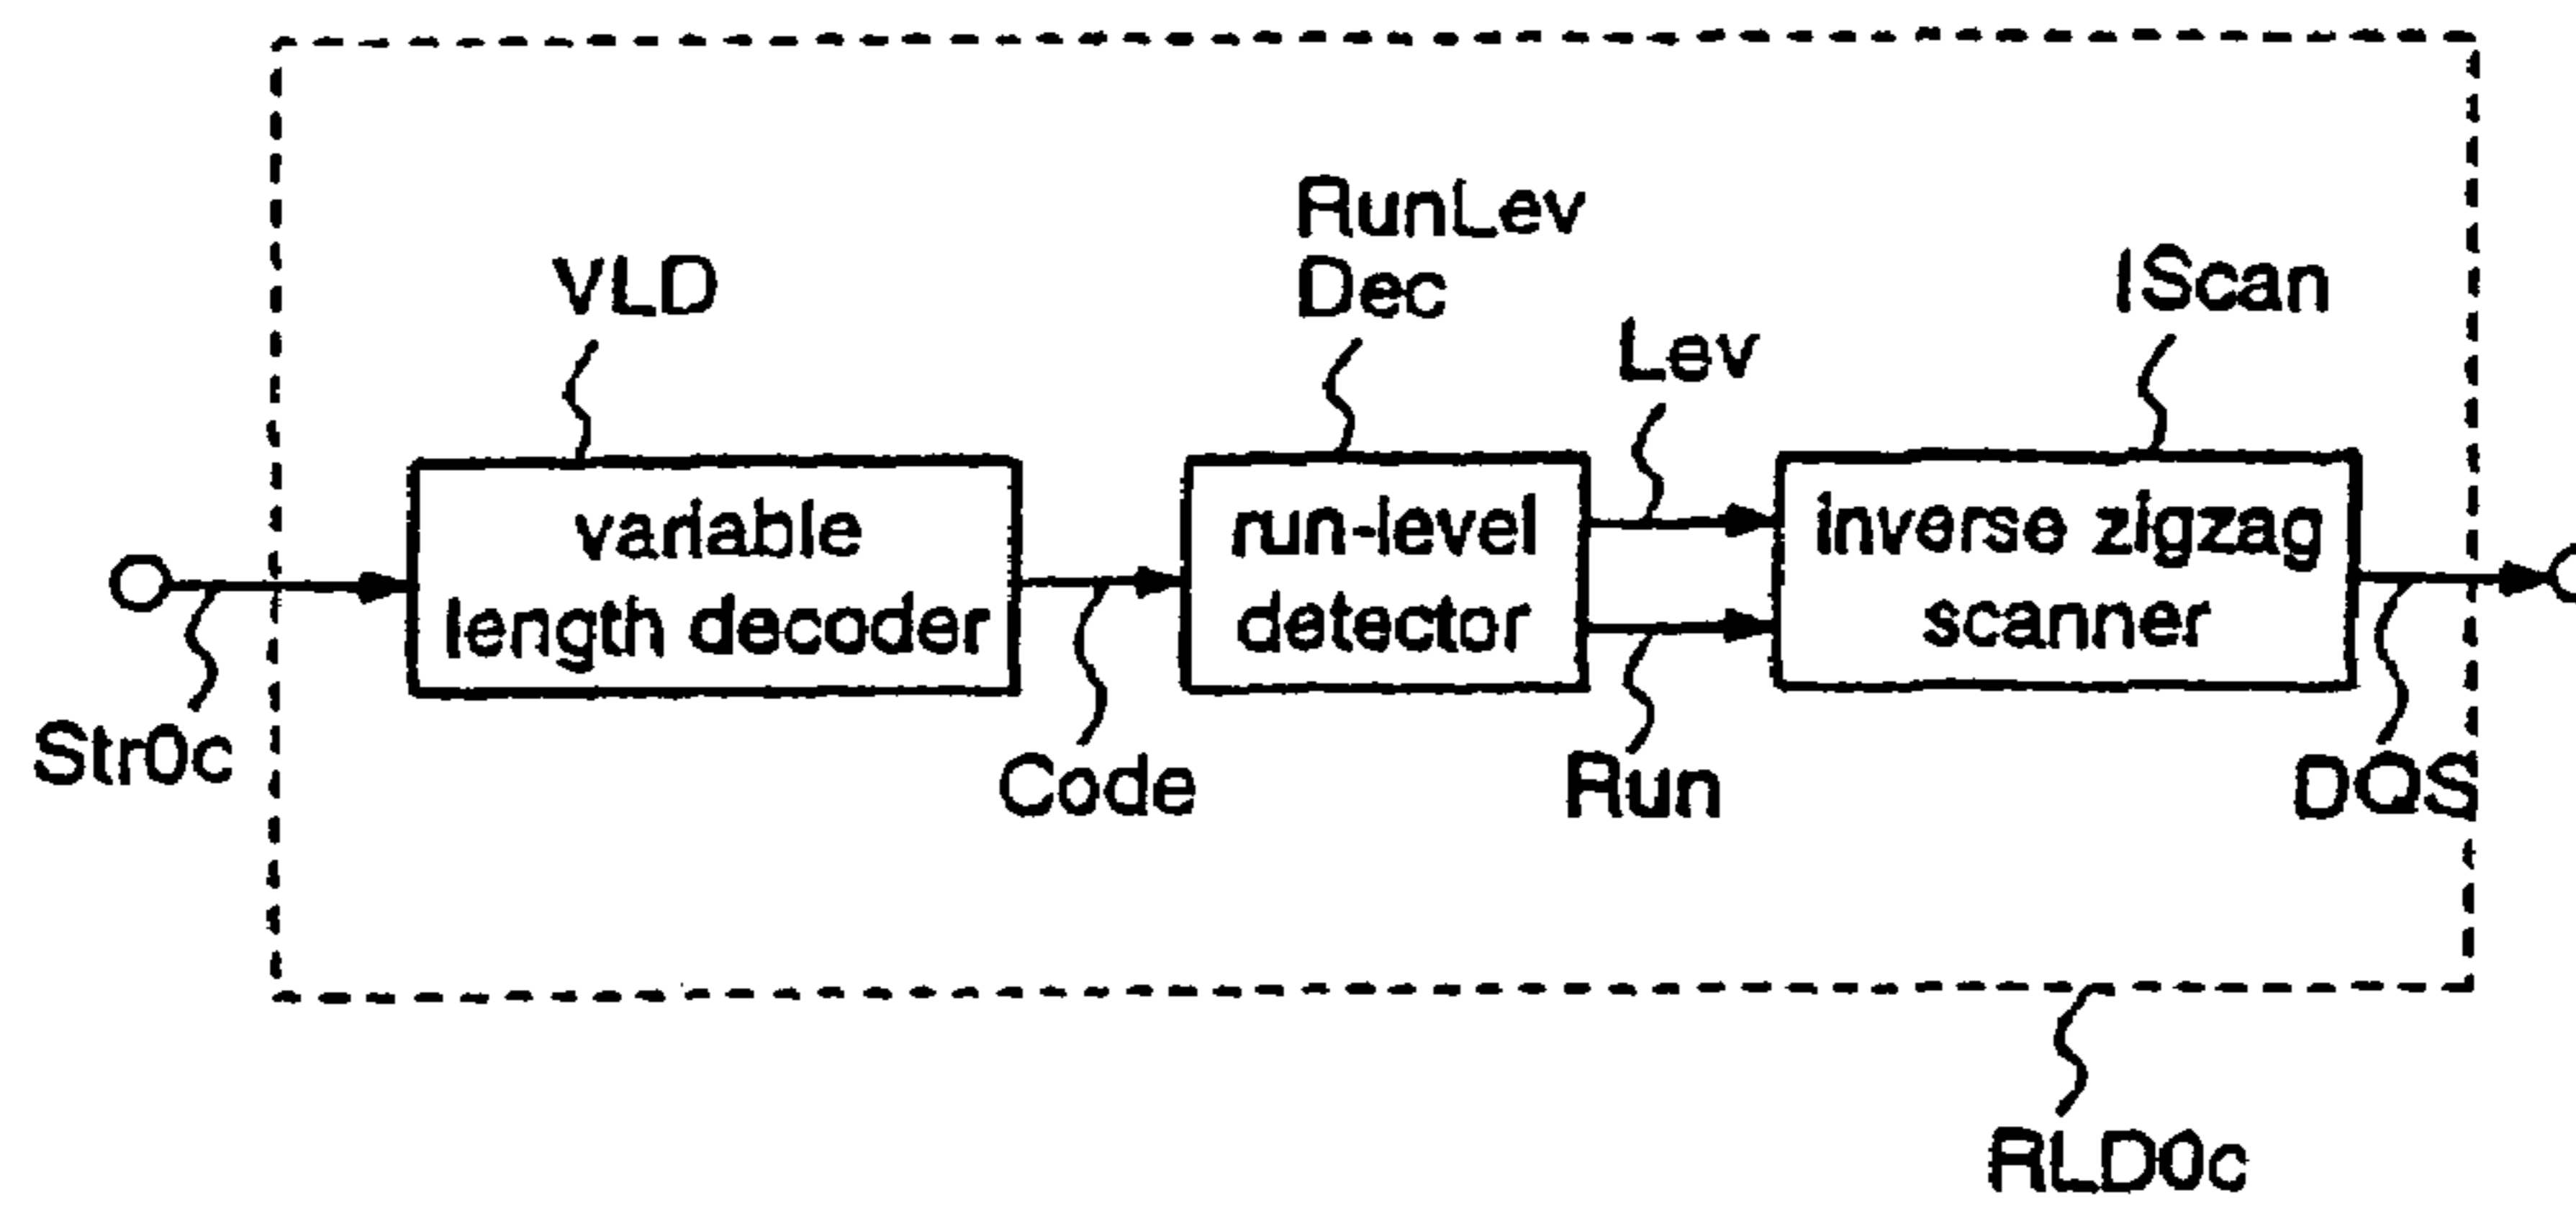 RunLev
Dec
VLD
IScan
Lev
variable
length decoder
run-level
detector
inverse zigzag
scanner
Str0c
Code
Run
DQS
RLD0c